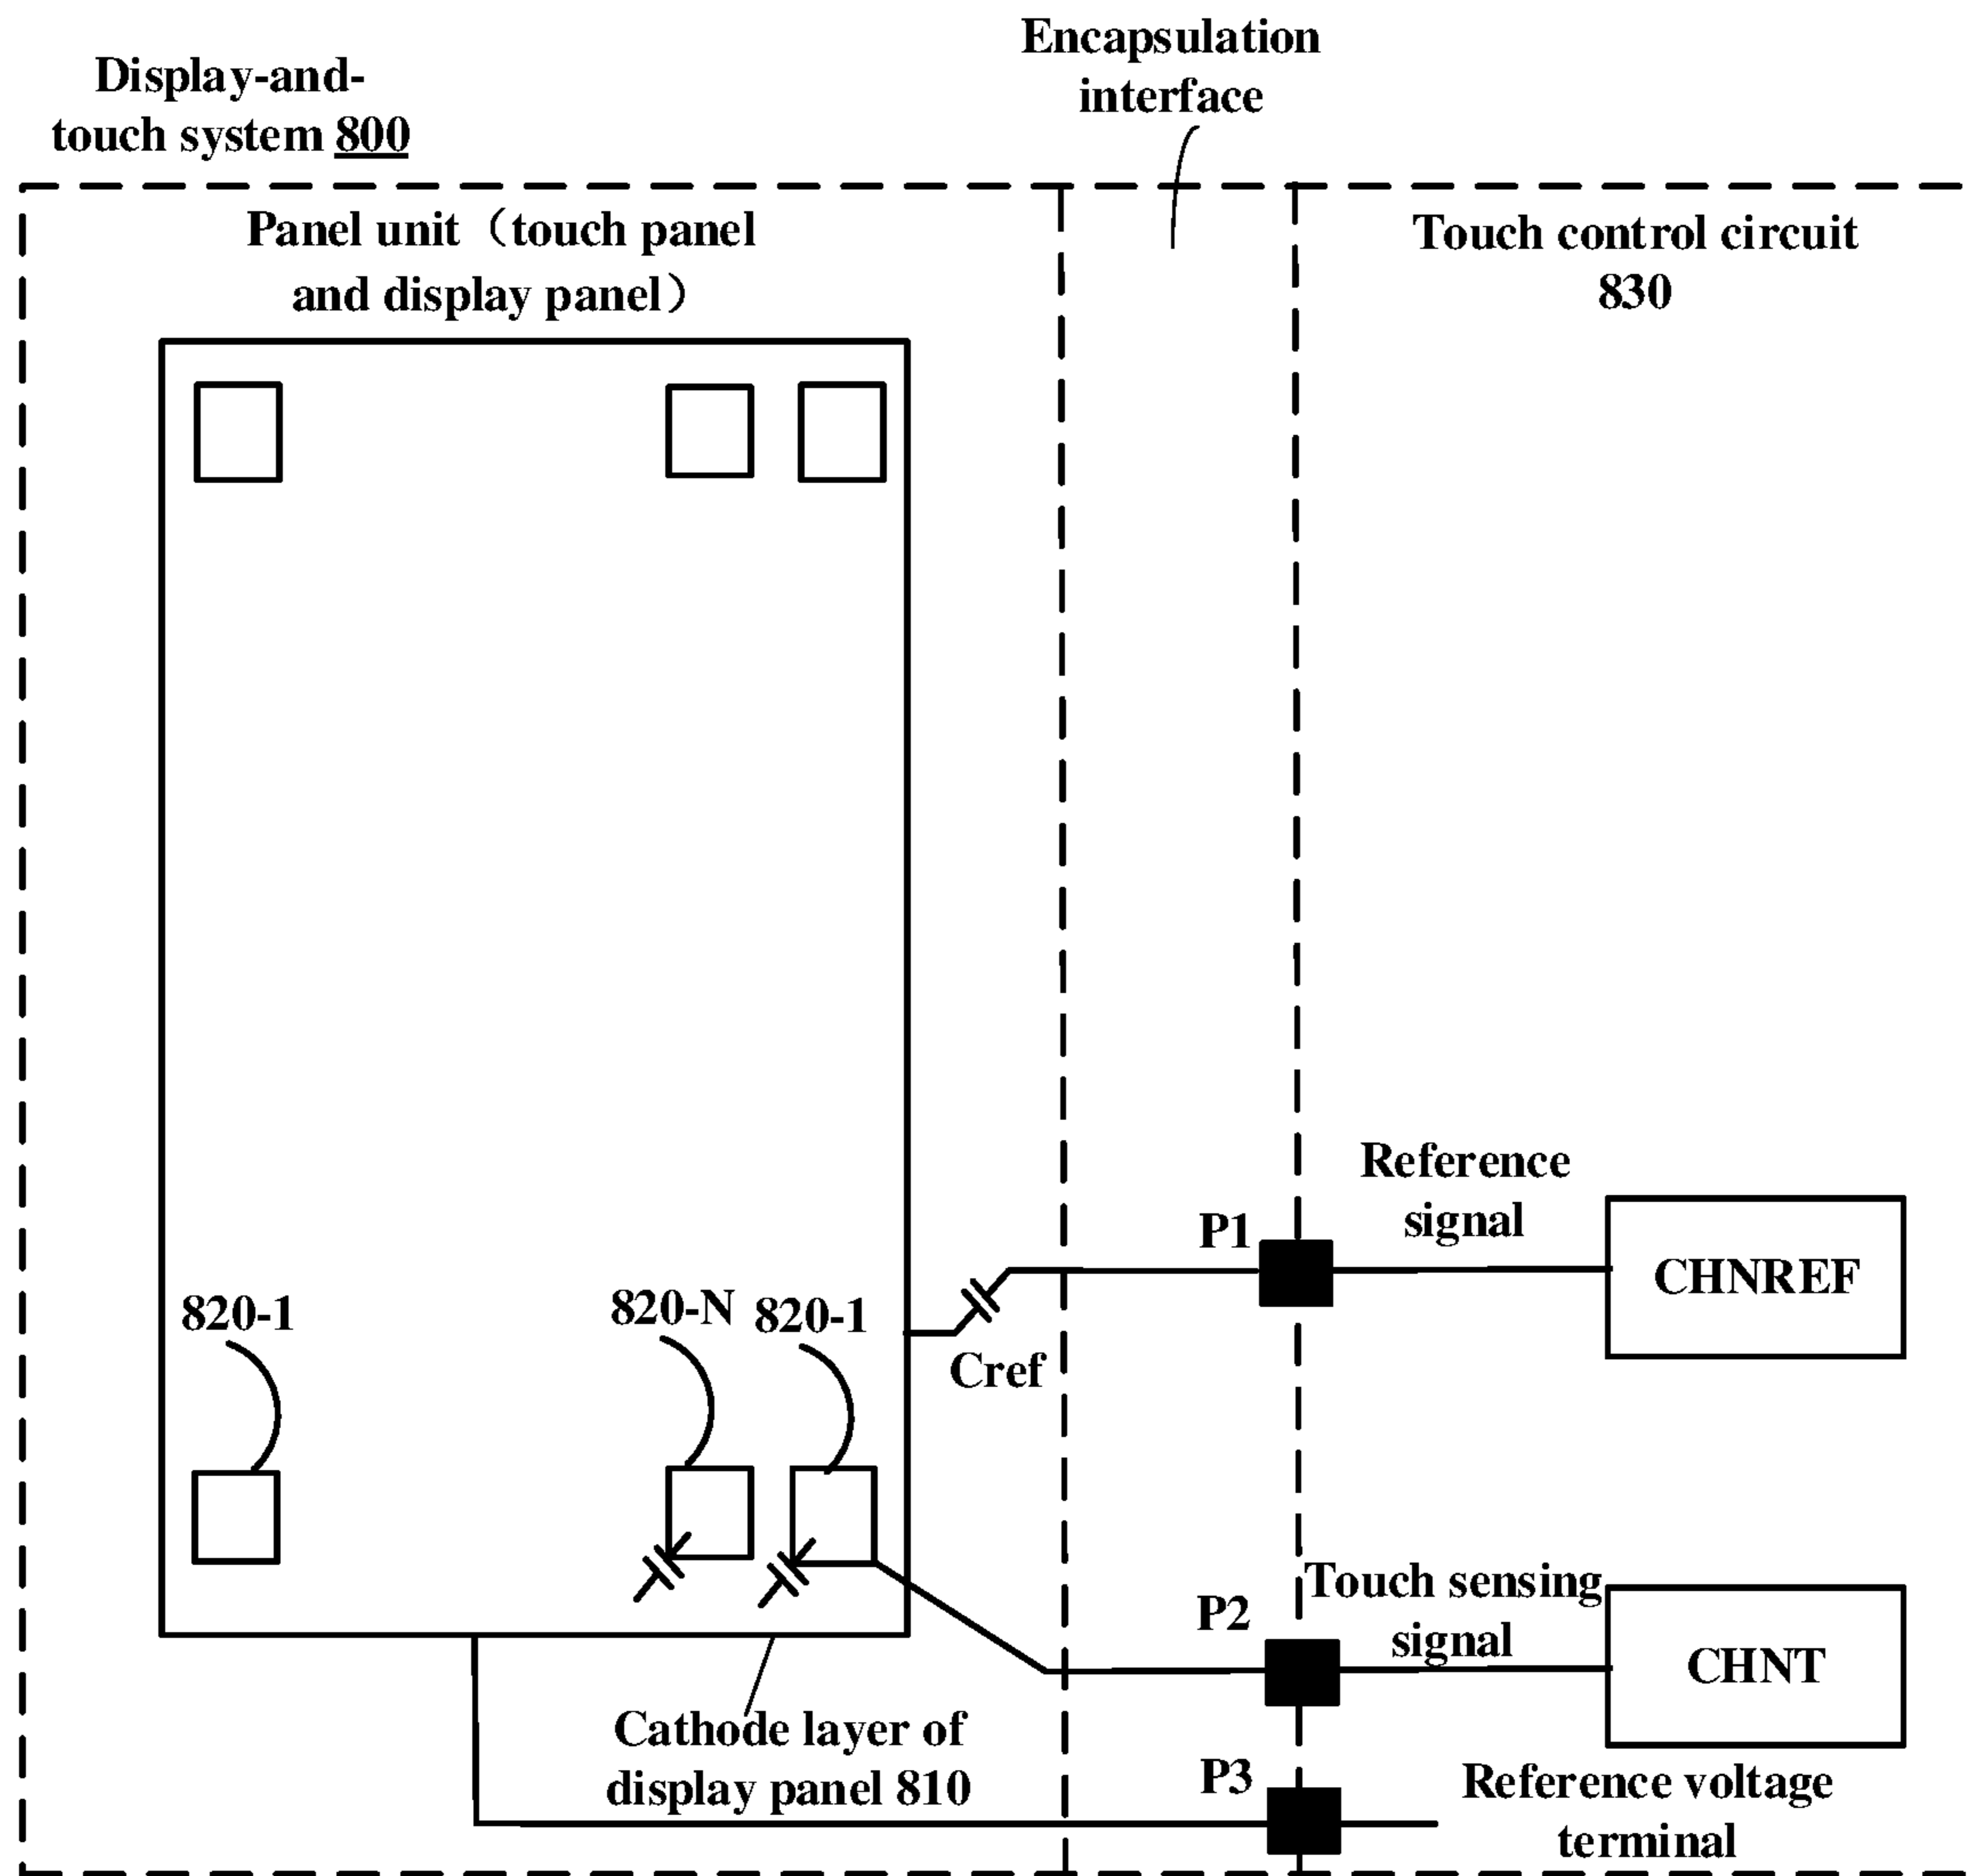 Display-and-
touch system 800
Encapsulation
interface
Panel unit（touch panel
and display panel）
Touch control circuit
830
Reference
signal
P1
CHNREF
820-1
820-N
820-1
Cref
Touch sensing
signal
P2
CHNT
Cathode layer of
display panel 810
P3
Reference voltage
terminal